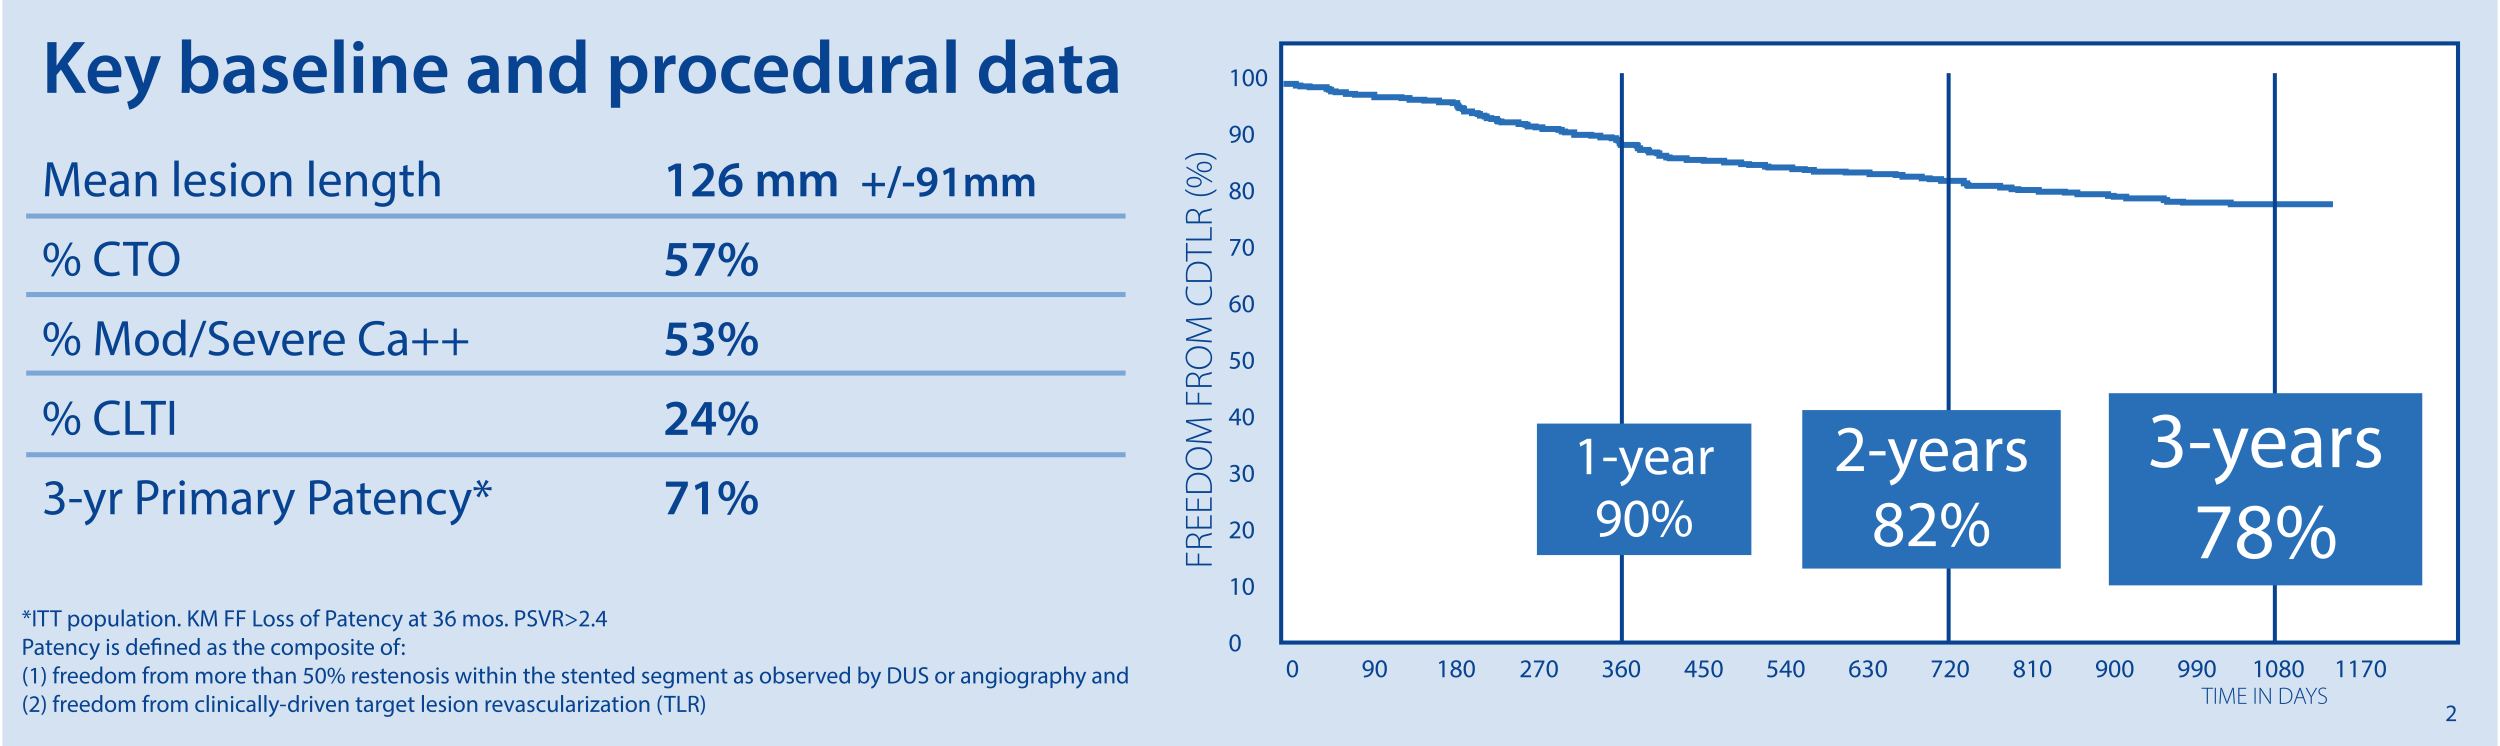 Key baseline and procedural data
Mean lesion length 126 mm +/-91mm
% CTO 57%
% Mod/Severe Ca++ 53%
% CLTI 24%
3-yr Primary Patency* 71%
*ITT population. KM FF Loss of Patency at 36 mos. PSVR>2.4
Patency is defined as the composite of:
(1) freedom from more than 50% restenosis within the stented segment as observed by DUS or angiography and
(2) freedom from clinically-driven target lesion revascularization (TLR)
FREEDOM FROM CDTLR (%)
100
90
80
70
60
50
40
30
20
10
0
1-year
90%
2-years
82%
3-years
78%
0 90 180 270 360 450 540 630 720 810 900 990 1080 1170
TIME IN DAYS
2